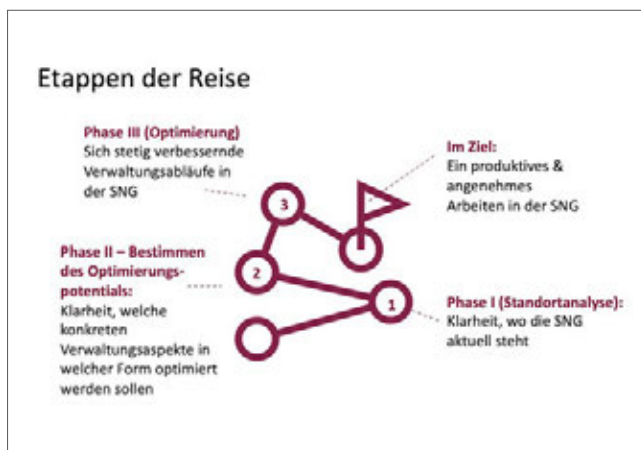 Etappen der Reise
Phase III (Optimierung)
Sich stetig verbessernde
Verwaltungsabläufe in
der SNG
Im Ziel:
Ein produktives &
angenehmes
Arbeiten in der SNG
3
Phase II – Bestimmen
des Optimierungs-
potentials:
Klarheit, welche
konkreten
Verwaltungsaspekte in
welcher Form optimiert
werden sollen
2
1
Phase I (Standortanalyse):
Klarheit, wo die SNG
aktuell steht